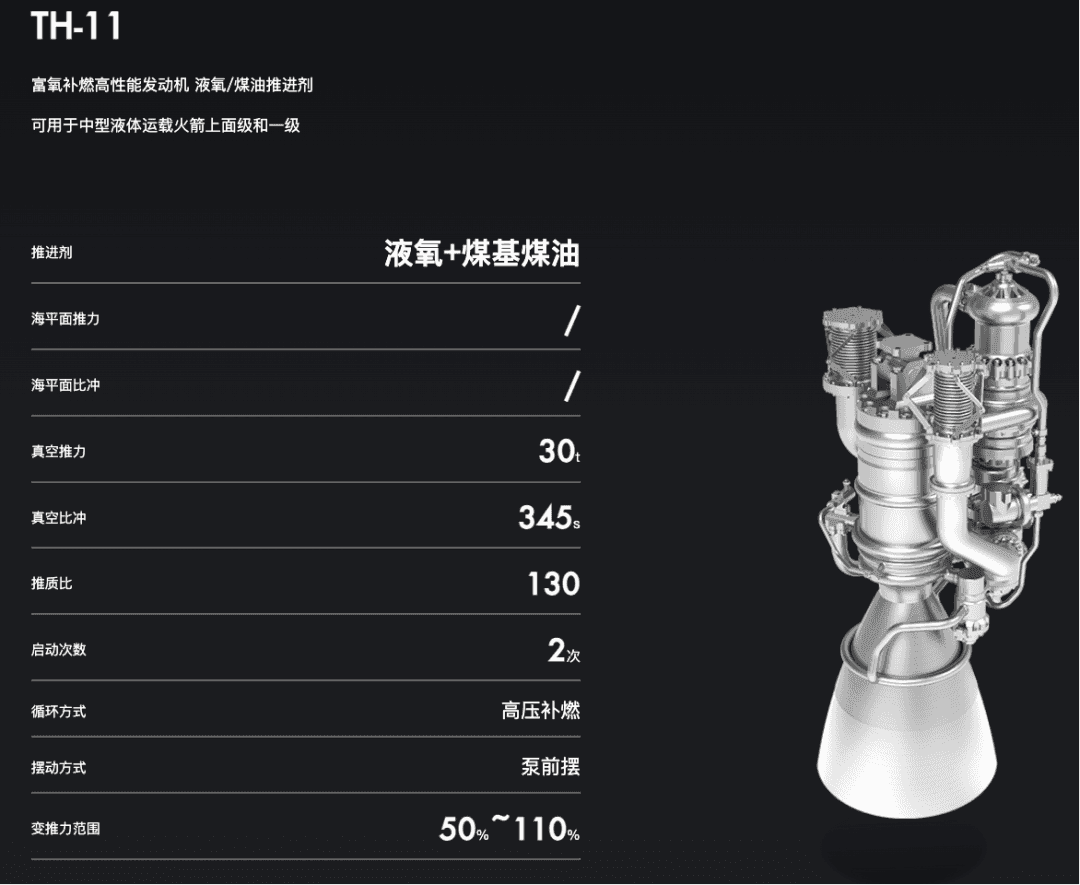 TH-11
富氧补燃高性能发动机 液氧/煤油推进剂
可用于中型液体运载火箭上面级和一级
推进剂 液氧+煤基煤油
海平面推力 /
海平面比冲 /
真空推力 30t
真空比冲 345s
推质比 130
启动次数 2次
循环方式 高压补燃
摆动方式 泵前摆
变推力范围 50%~110%